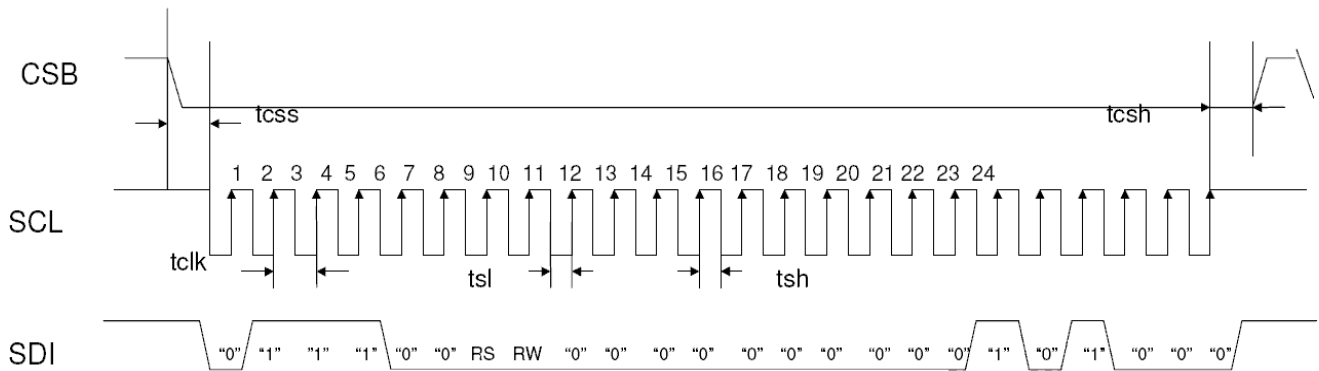 CSB
tcss
tcsh
1 2 3 4 5 6 7 8 9 10 11 12 13 14 15 16 17 18 19 20 21 22 23 24
SCL
tclk
tsl
tsh
SDI
“0” “1” ”1” “1” “0” “0” RS RW “0” “0” “0” “0” “0” “0” “0” “0” “0” “0” “1” “0” “1” “0” “0” “0”